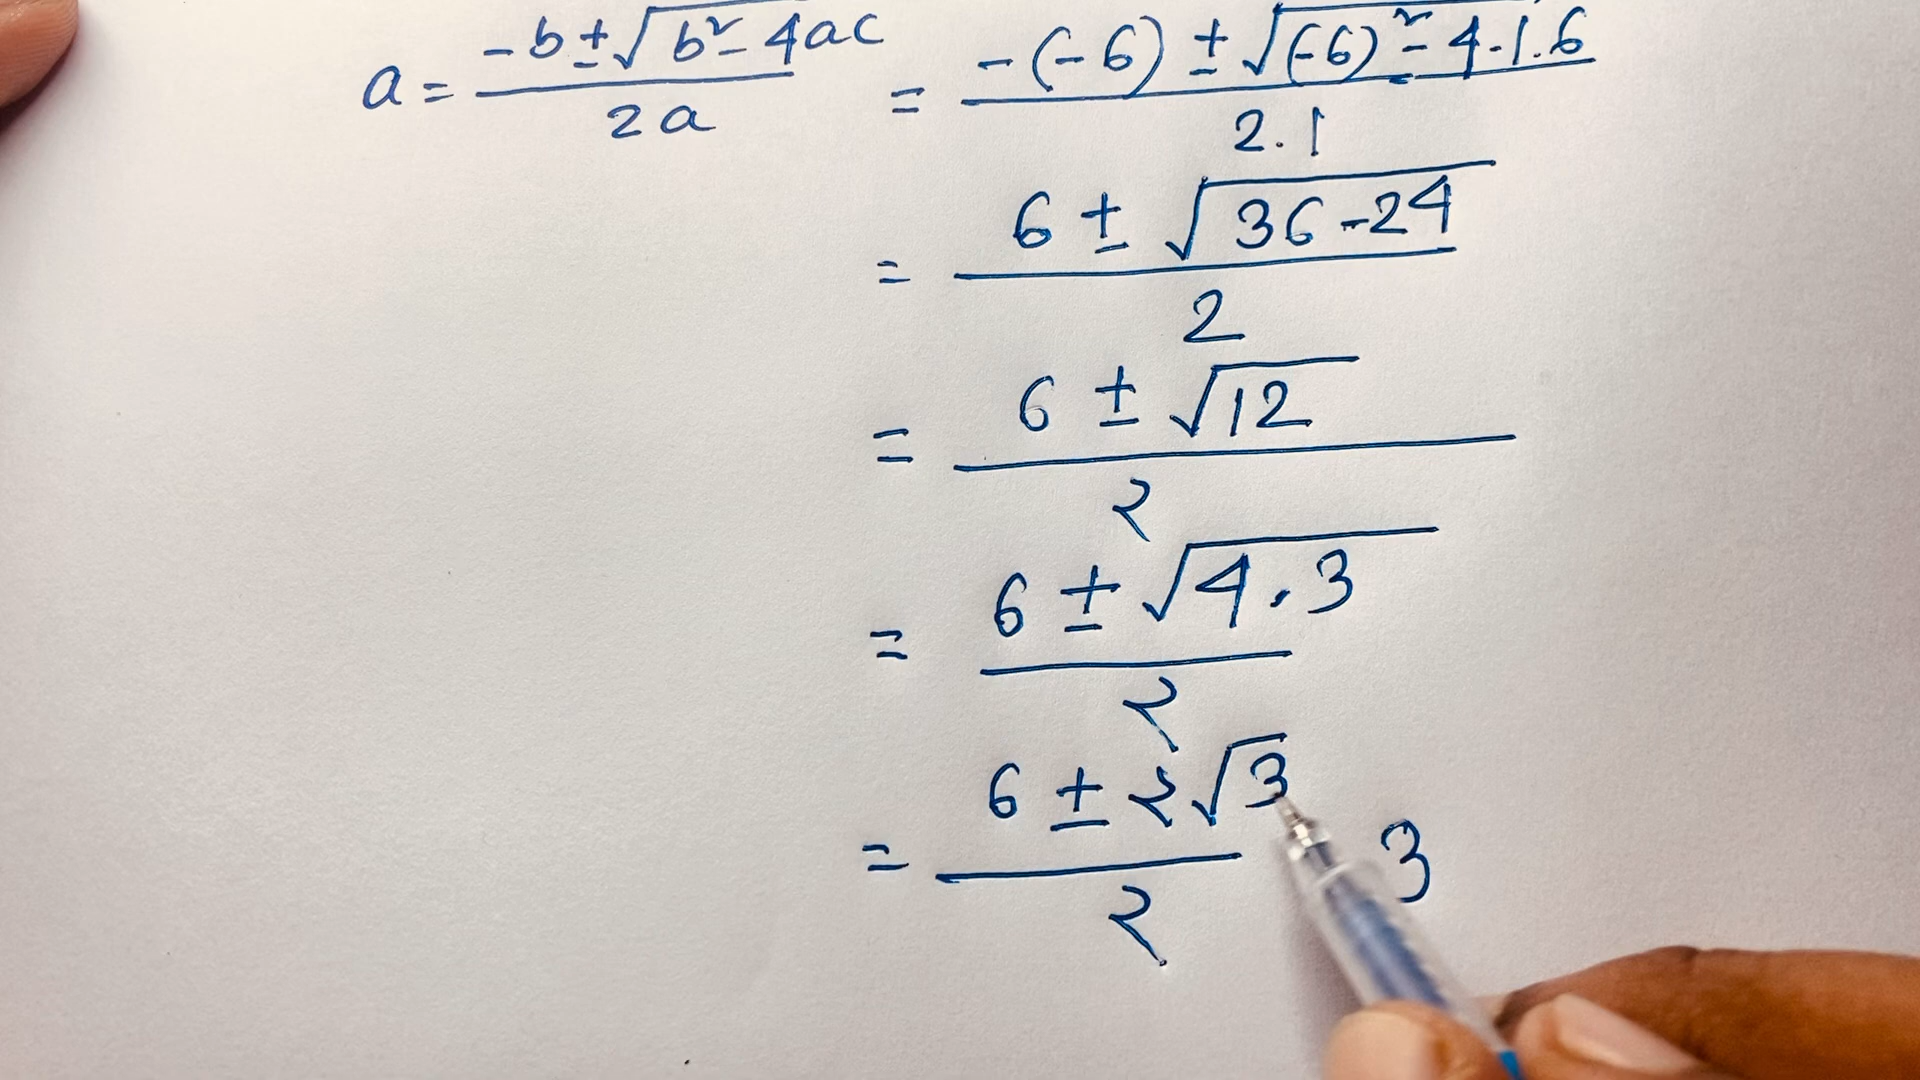 a = (-b ± √(b² - 4ac)) / 2a = (-(-6) ± √((-6)² - 4.1.6)) / 2.1
= (6 ± √(36-24)) / 2
= (6 ± √12) / 2
= (6 ± √(4.3)) / 2
= (6 ± 2√3) / 2 3